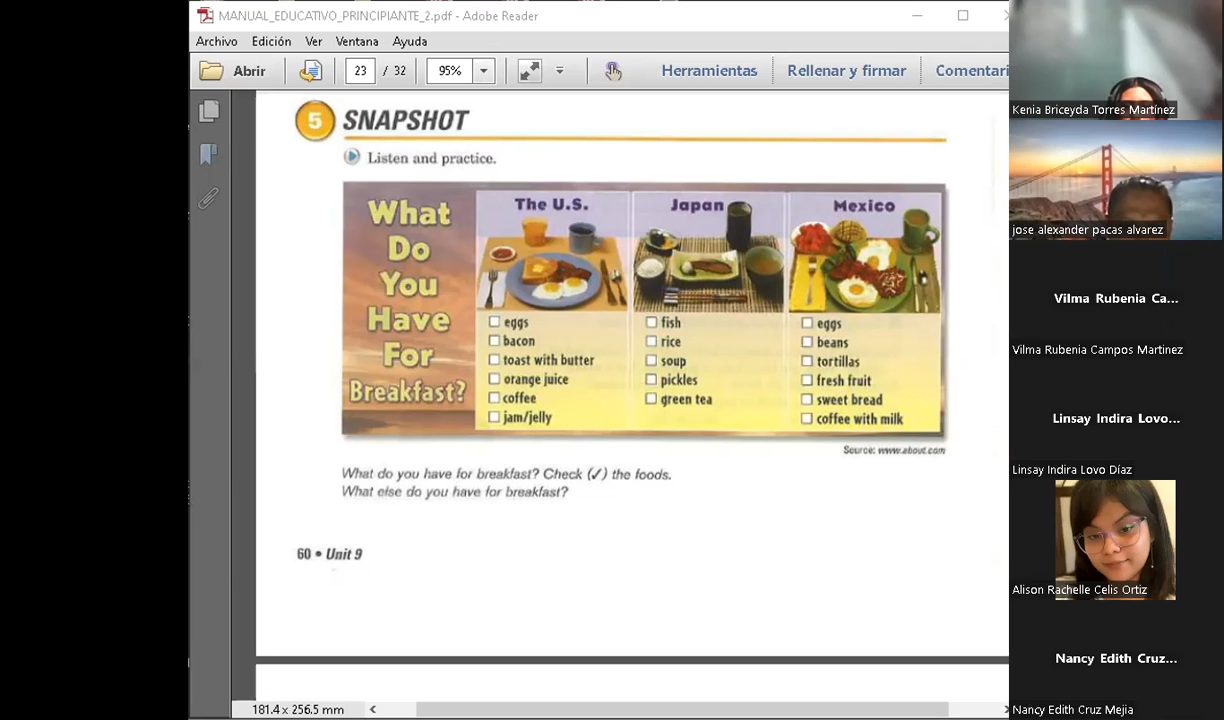 MANUAL_EDUCATIVO_PRINCIPIANTE_2.pdf - Adobe Reader
Archivo Edición Ver Ventana Ayuda
Abrir 23 / 32 95% Herramientas Rellenar y firmar Comentari
5 SNAPSHOT
Listen and practice.
What
Do
You
Have
For
Breakfast?
The U.S.
eggs
bacon
toast with butter
orange juice
coffee
jam/jelly
Japan
fish
rice
soup
pickles
green tea
Mexico
eggs
beans
tortillas
fresh fruit
sweet bread
coffee with milk
Source: www.about.com
What do you have for breakfast? Check (✓) the foods.
What else do you have for breakfast?
60 • Unit 9
181.4 x 256.5 mm
Kenia Briceyda Torres Martínez
jose alexander pacas alvarez
Vilma Rubenia Ca...
Vilma Rubenia Campos Martinez
Linsay Indira Lovo...
Linsay Indira Lovo Díaz
Alison Rachelle Celis Ortiz
Nancy Edith Cruz...
Nancy Edith Cruz Mejia